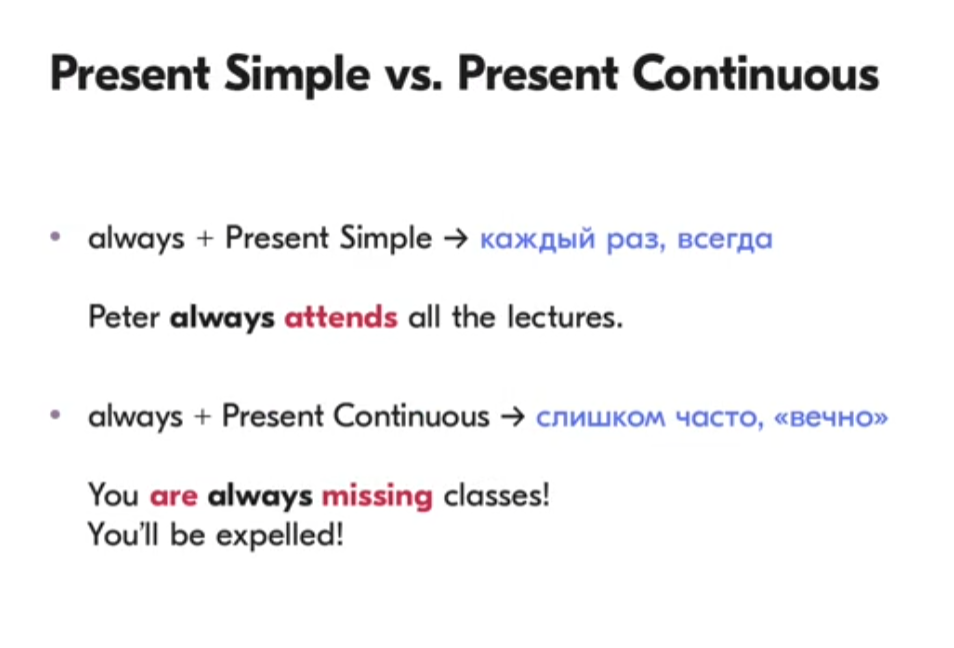 Present Simple vs. Present Continuous
• always + Present Simple → каждый раз, всегда
Peter always attends all the lectures.
• always + Present Continuous → слишком часто, «вечно»
You are always missing classes!
You'll be expelled!